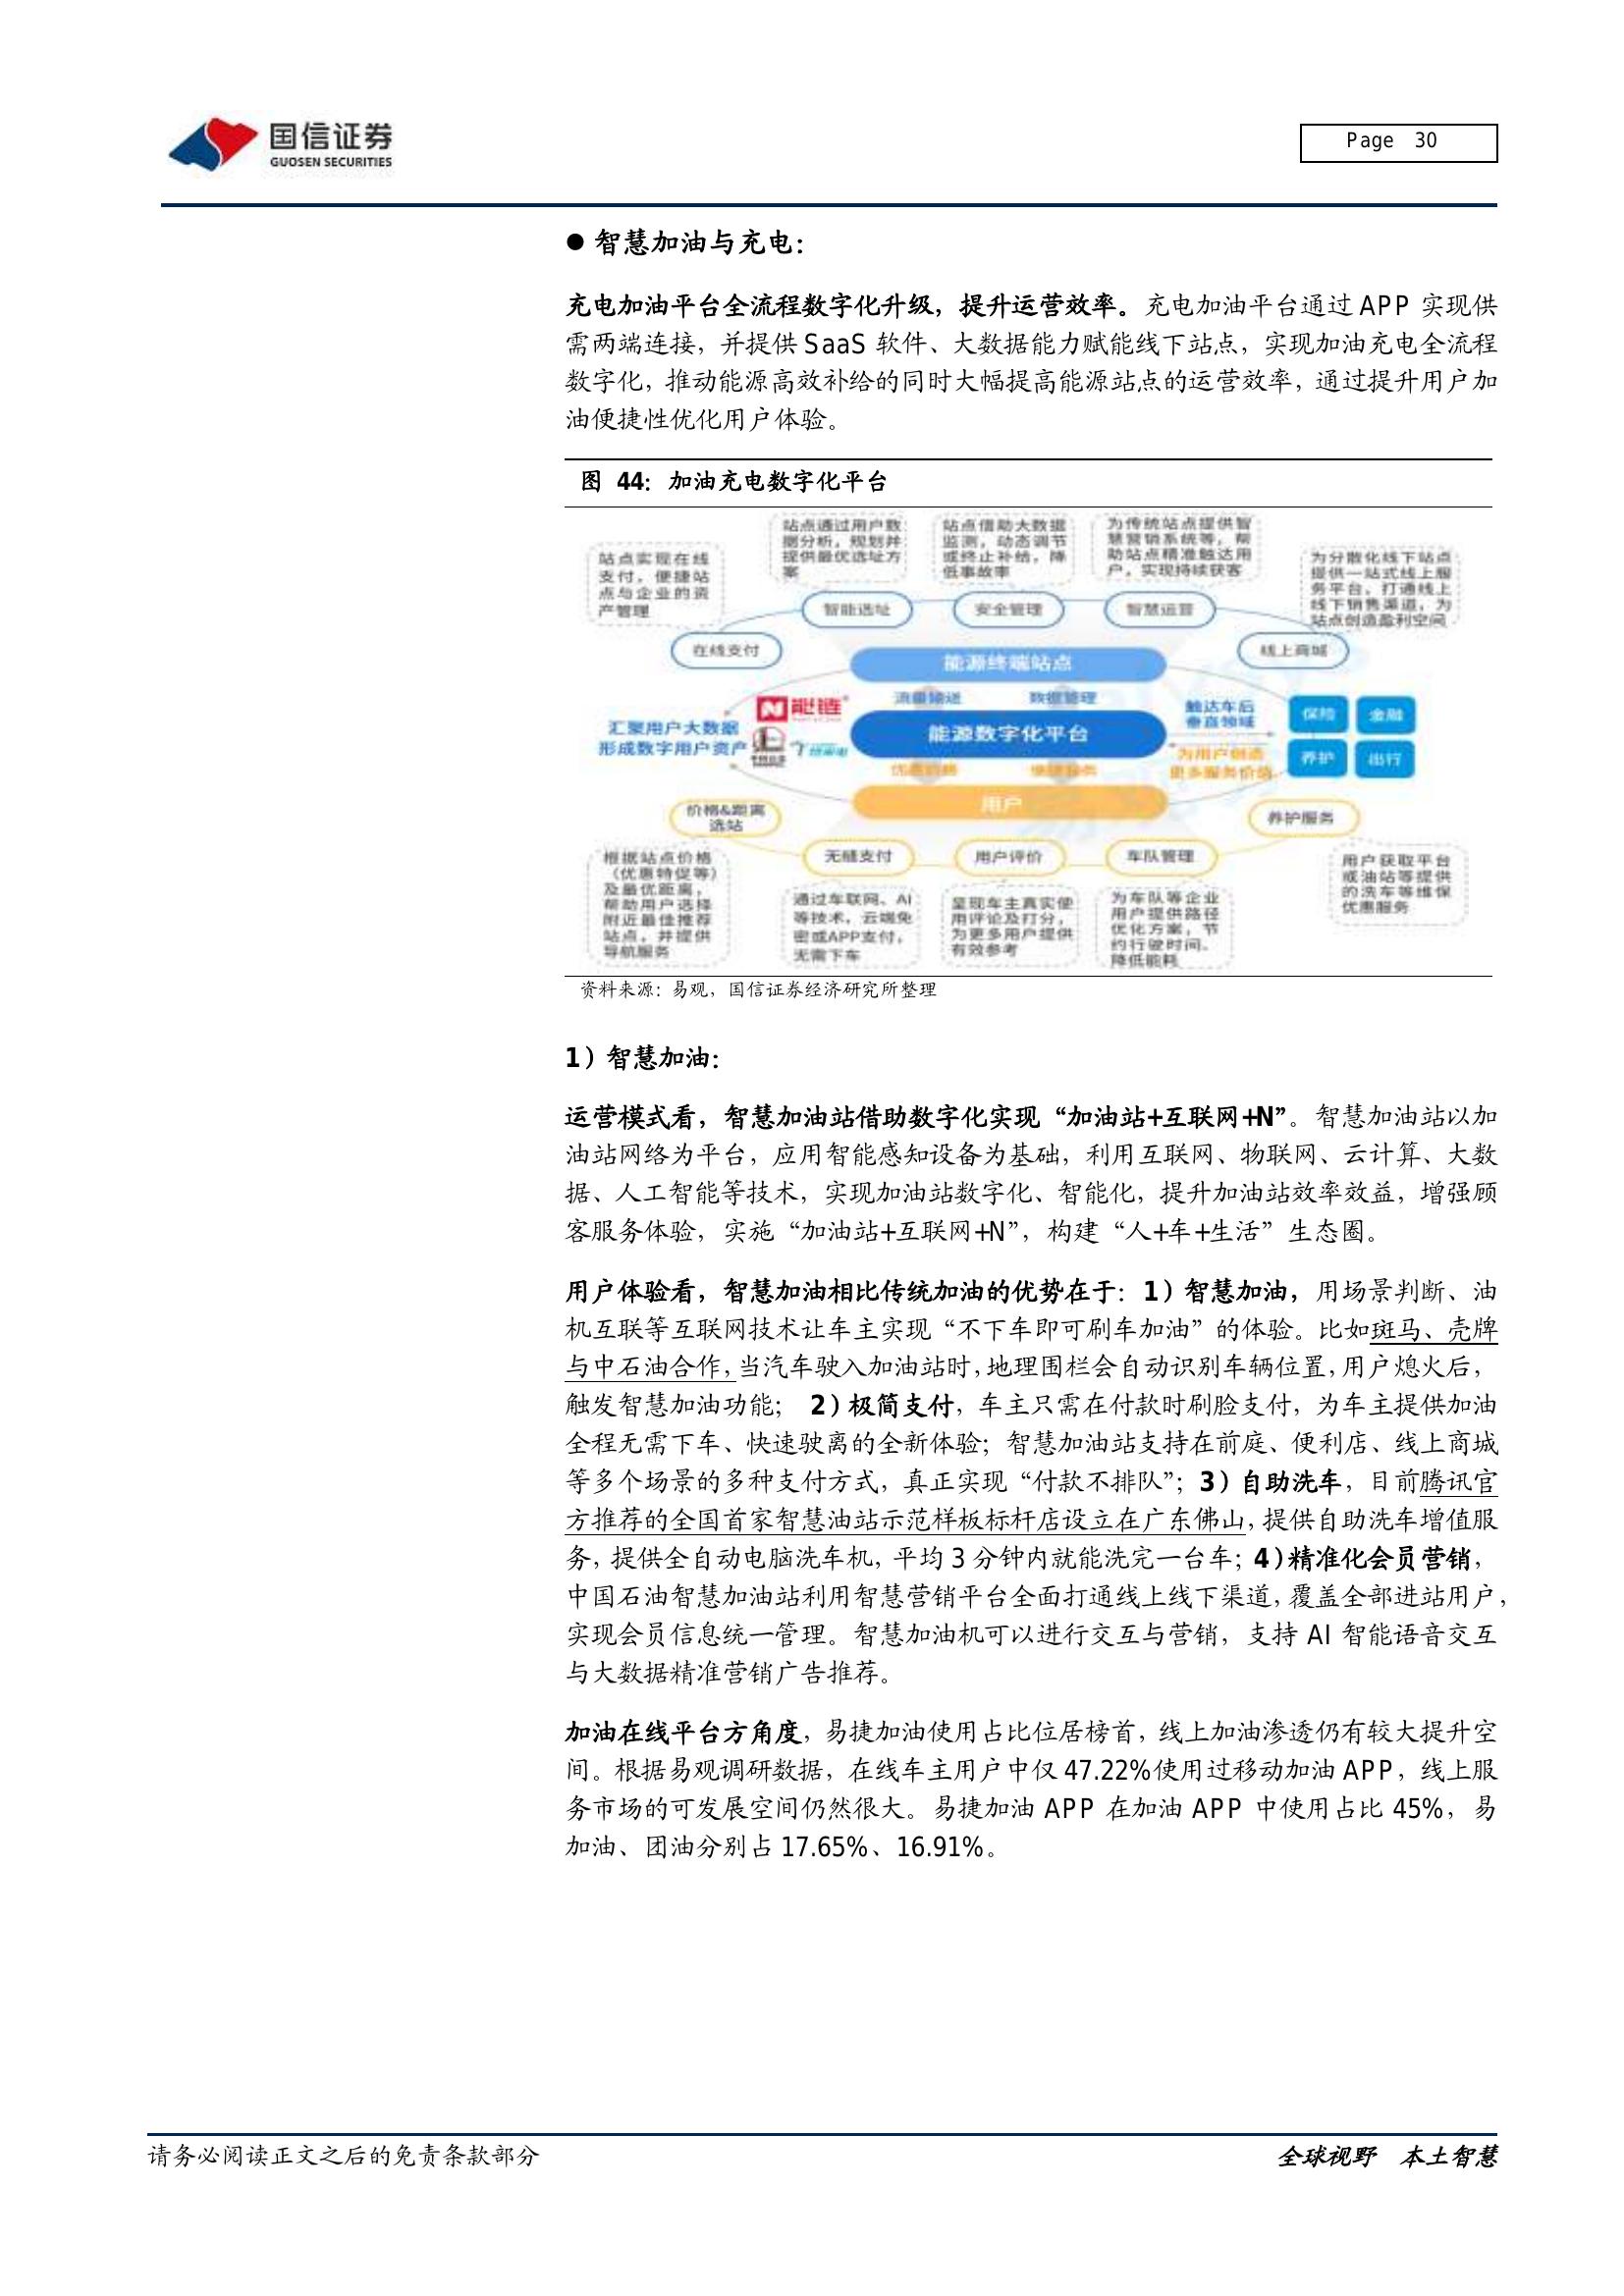 国信证券
GUOSEN SECURITIES
Page 30
● 智慧加油与充电：
充电加油平台全流程数字化升级，提升运营效率。充电加油平台通过 APP 实现供
需两端连接，并提供 SaaS 软件、大数据能力赋能线下站点，实现加油充电全流程
数字化，推动能源高效补给的同时大幅提高能源站点的运营效率，通过提升用户加
油便捷性优化用户体验。
图 44：加油充电数字化平台
站点实现在线
支付，便捷站
点与企业的资
产管理
站点通过用户数
据分析，规划并
提供最优选址方
案
站点借助大数据
监测，动态调节
或终止补给，降
低事故率
为传统站点提供智
慧营销系统等，帮
助站点精准触达用
户，实现持续获客
为分散化线下站点
提供一站式线上服
务平台，打通线上
线下销售渠道，为
站点创造盈利空间
在线支付
智能选址
安全管理
智慧运营
线上商城
能源终端站点
流量输送
数据管理
能链
汇聚用户大数据
形成数字用户资产
能源数字化平台
触达车后
垂直领域
为用户创造
更多服务价值
保险
金融
养护
出行
用户
价格&距离
选站
无缝支付
用户评价
车队管理
养护服务
根据站点价格
（优惠特促等）
及最优距离，
帮助用户选择
附近最佳推荐
站点，并提供
导航服务
通过车联网、AI
等技术，云端免
密或APP支付，
无需下车
呈现车主真实使
用评论及打分，
为更多用户提供
有效参考
为车队等企业
用户提供路径
优化方案，节
约行驶时间、
降低能耗
用户获取平台
或油站等提供
的洗车等维保
优惠服务
资料来源：易观，国信证券经济研究所整理
1）智慧加油：
运营模式看，智慧加油站借助数字化实现“加油站+互联网+N”。智慧加油站以加
油站网络为平台，应用智能感知设备为基础，利用互联网、物联网、云计算、大数
据、人工智能等技术，实现加油站数字化、智能化，提升加油站效率效益，增强顾
客服务体验，实施“加油站+互联网+N”，构建“人+车+生活”生态圈。
用户体验看，智慧加油相比传统加油的优势在于：1）智慧加油，用场景判断、油
机互联等互联网技术让车主实现“不下车即可刷车加油”的体验。比如斑马、壳牌
与中石油合作，当汽车驶入加油站时，地理围栏会自动识别车辆位置，用户熄火后，
触发智慧加油功能； 2）极简支付，车主只需在付款时刷脸支付，为车主提供加油
全程无需下车、快速驶离的全新体验；智慧加油站支持在前庭、便利店、线上商城
等多个场景的多种支付方式，真正实现“付款不排队”；3）自助洗车，目前腾讯官
方推荐的全国首家智慧油站示范样板标杆店设立在广东佛山，提供自助洗车增值服
务，提供全自动电脑洗车机，平均 3 分钟内就能洗完一台车；4）精准化会员营销，
中国石油智慧加油站利用智慧营销平台全面打通线上线下渠道，覆盖全部进站用户，
实现会员信息统一管理。智慧加油机可以进行交互与营销，支持 AI 智能语音交互
与大数据精准营销广告推荐。
加油在线平台方角度，易捷加油使用占比位居榜首，线上加油渗透仍有较大提升空
间。根据易观调研数据，在线车主用户中仅 47.22%使用过移动加油 APP，线上服
务市场的可发展空间仍然很大。易捷加油 APP 在加油 APP 中使用占比 45%，易
加油、团油分别占 17.65%、16.91%。
请务必阅读正文之后的免责条款部分
全球视野 本土智慧